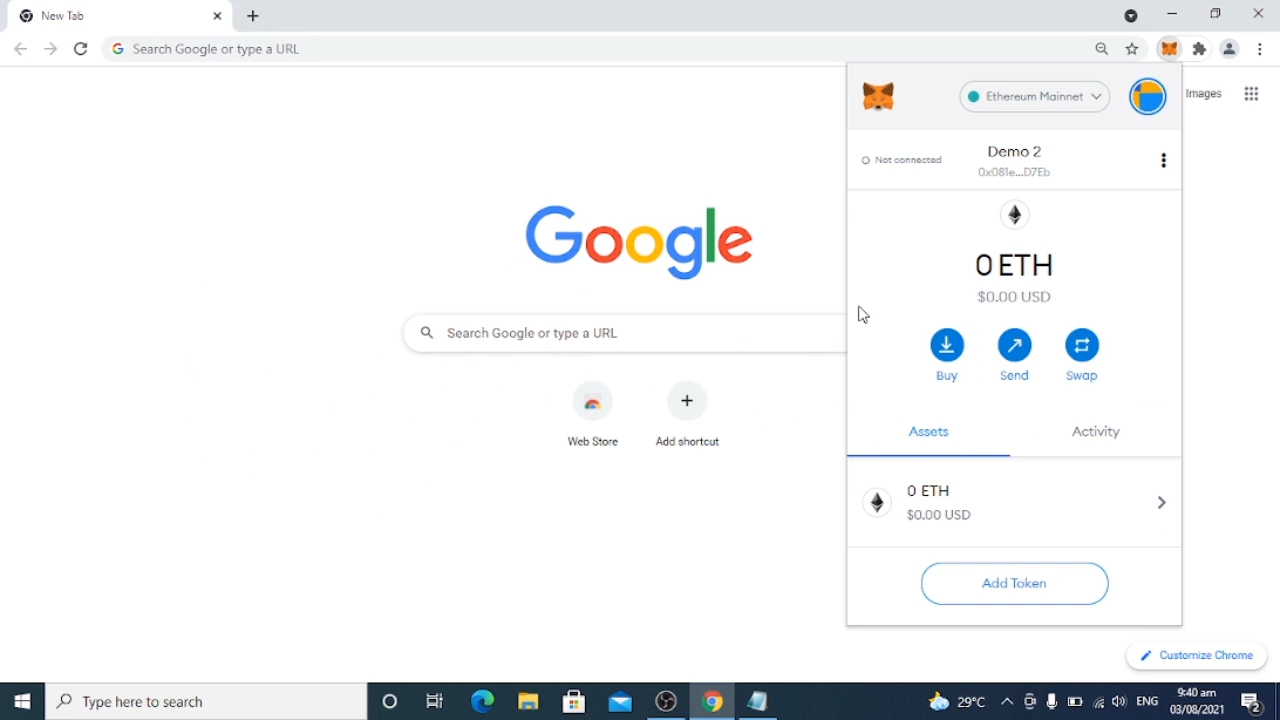 New Tab
Search Google or type a URL
Images
Ethereum Mainnet
Not connected
Demo 2
0x081e...D7Eb
0 ETH
$0.00 USD
Buy
Send
Swap
Assets
Activity
0 ETH
$0.00 USD
Add Token
Google
Search Google or type a URL
Web Store
Add shortcut
Customize Chrome
Type here to search
29°C
ENG
9:40 am
03/08/2021
2